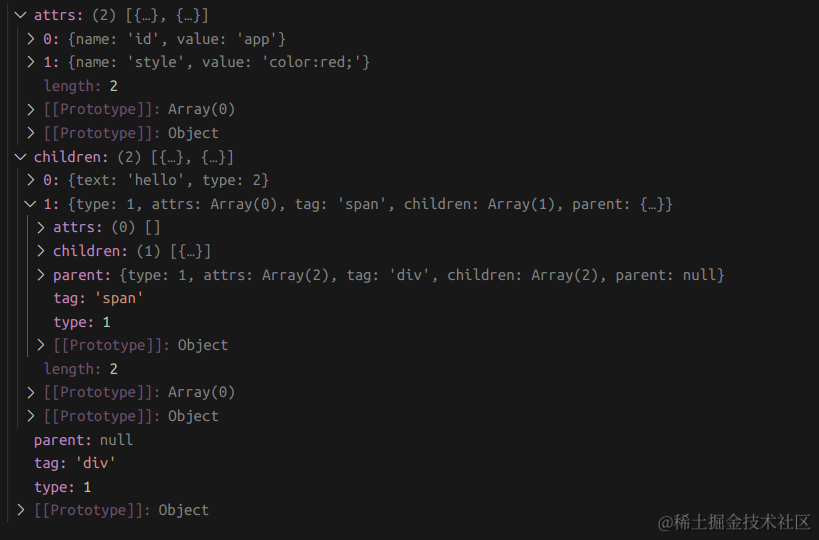 attrs: (2) [{…}, {…}]
0: {name: 'id', value: 'app'}
1: {name: 'style', value: 'color:red;'}
length: 2
[[Prototype]]: Array(0)
[[Prototype]]: Object
children: (2) [{…}, {…}]
0: {text: 'hello', type: 2}
1: {type: 1, attrs: Array(0), tag: 'span', children: Array(1), parent: {…}}
attrs: (0) []
children: (1) [{…}]
parent: {type: 1, attrs: Array(2), tag: 'div', children: Array(2), parent: null}
tag: 'span'
type: 1
[[Prototype]]: Object
length: 2
[[Prototype]]: Array(0)
[[Prototype]]: Object
parent: null
tag: 'div'
type: 1
[[Prototype]]: Object
@稀土掘金技术社区